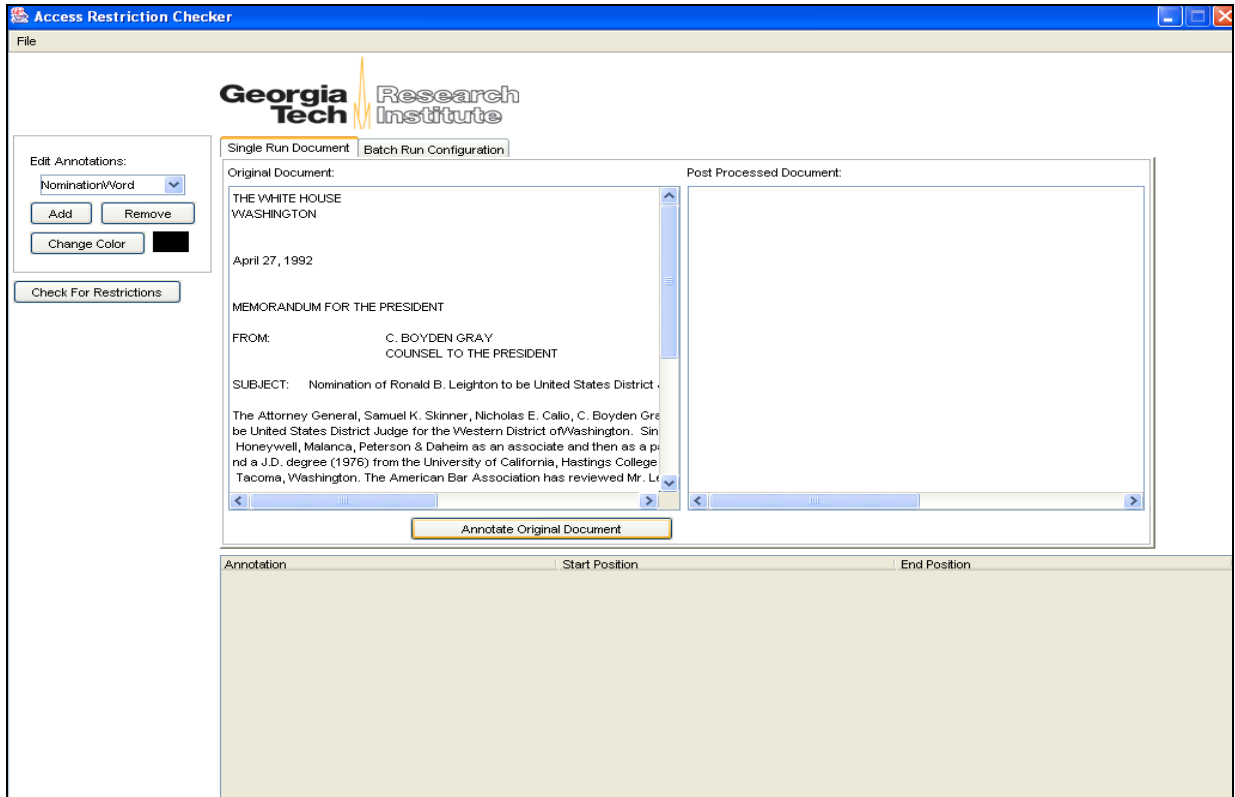 Access Restriction Checker
File
Georgia Research
Tech Institute
Edit Annotations:
NominationWord
Add Remove
Change Color
Check For Restrictions
Single Run Document Batch Run Configuration
Original Document: Post Processed Document:
THE WHITE HOUSE
WASHINGTON
April 27, 1992
MEMORANDUM FOR THE PRESIDENT
FROM: C. BOYDEN GRAY
COUNSEL TO THE PRESIDENT
SUBJECT: Nomination of Ronald B. Leighton to be United States District
The Attorney General, Samuel K. Skinner, Nicholas E. Calio, C. Boyden Gra
be United States District Judge for the Western District ofWashington. Sin
Honeywell, Malanca, Peterson & Daheim as an associate and then as a p
nd a J.D. degree (1976) from the University of California, Hastings College
Tacoma, Washington. The American Bar Association has reviewed Mr. Le
Annotate Original Document
Annotation Start Position End Position